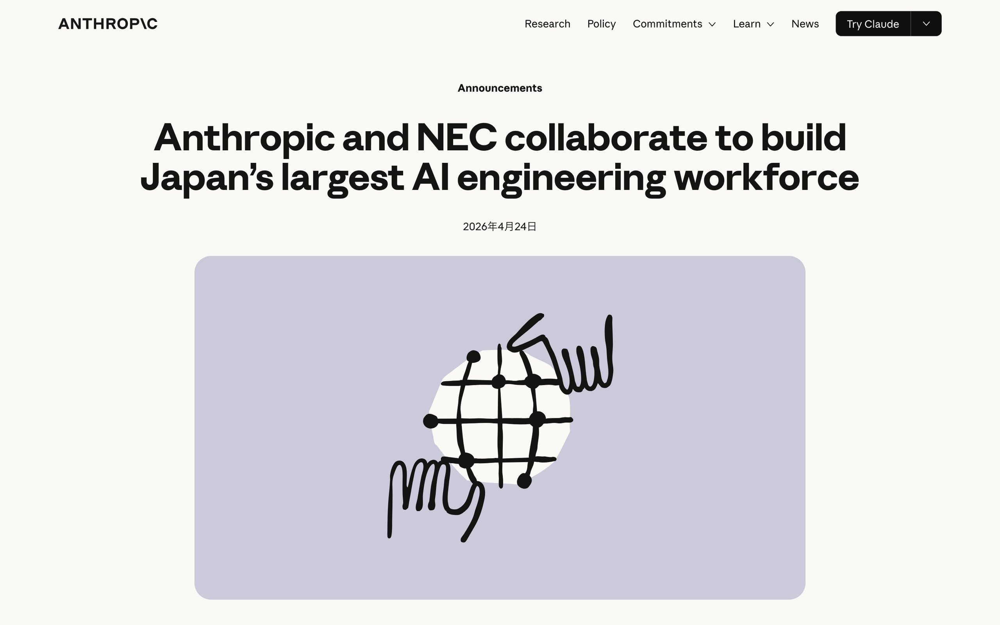 ANTHROP\C
Research Policy Commitments Learn News Try Claude
Announcements
Anthropic and NEC collaborate to build
Japan’s largest AI engineering workforce
2026年4月24日